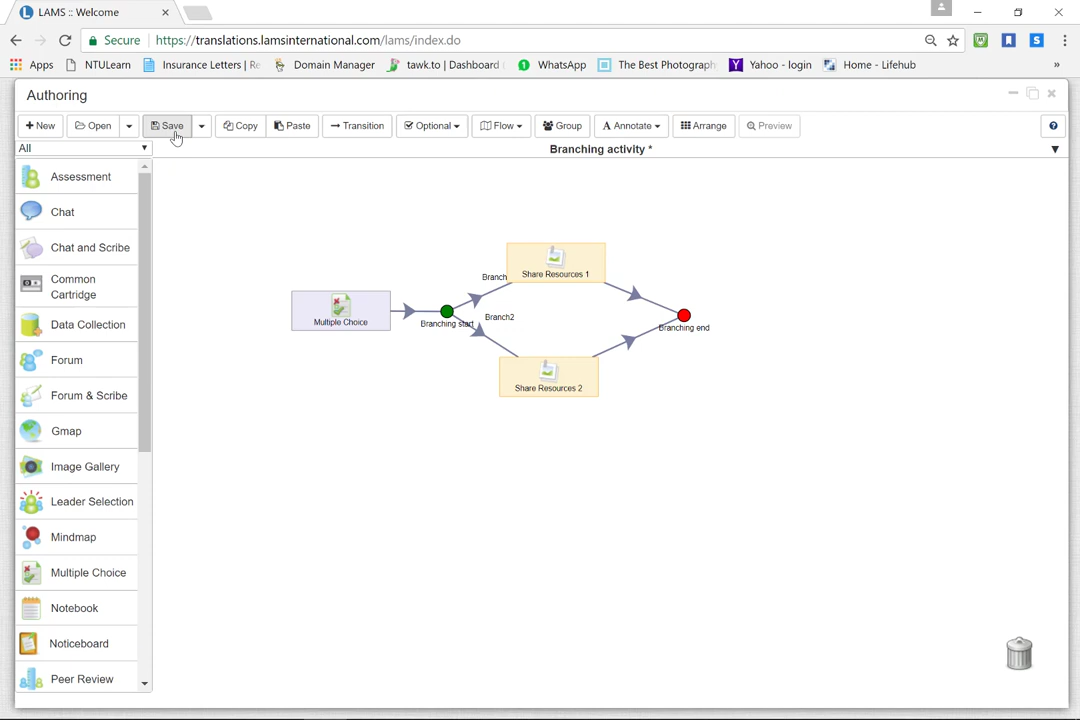 LAMS :: Welcome
Secure https://translations.lamsinternational.com/lams/index.do
Apps NTULearn Insurance Letters | Re Domain Manager tawk.to | Dashboard WhatsApp The Best Photograph Yahoo - login Home - Lifehub »
Authoring
+ New Open Save Copy Paste Transition Optional Flow Group A Annotate Arrange Preview ?
All
Branching activity *
Assessment
Chat
Chat and Scribe
Common
Cartridge
Data Collection
Forum
Forum & Scribe
Gmap
Image Gallery
Leader Selection
Mindmap
Multiple Choice
Notebook
Noticeboard
Peer Review
Share Resources 1
Branch
Multiple Choice
Branching start
Branch2
Branching end
Share Resources 2